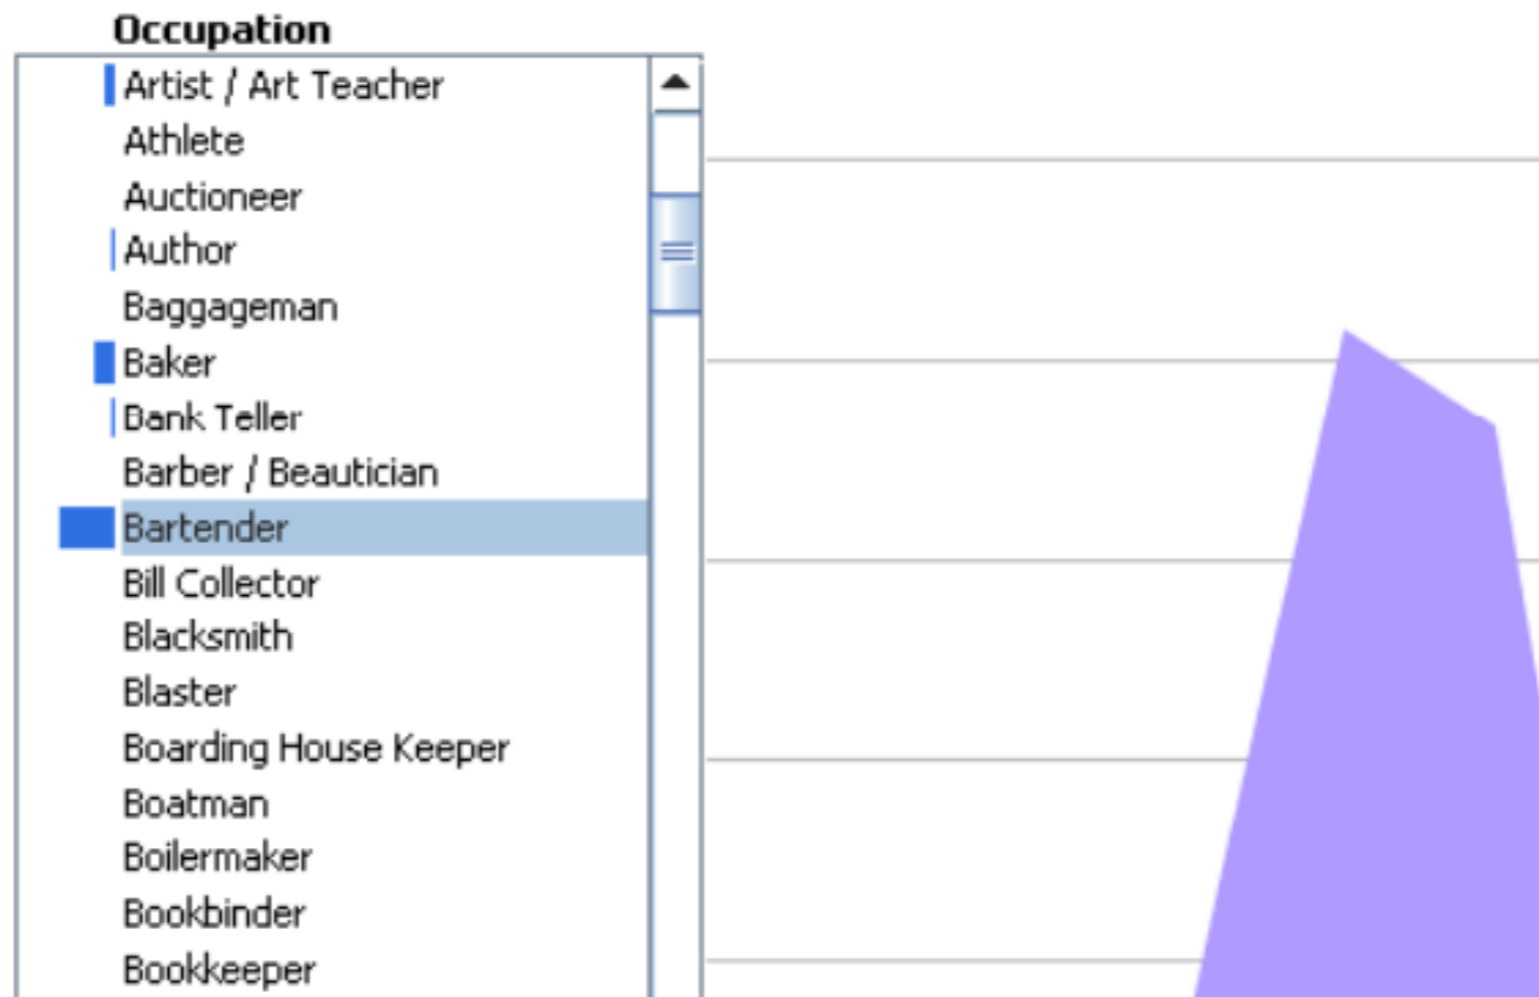 Occupation
Artist / Art Teacher
Athlete
Auctioneer
Author
Baggageman
Baker
Bank Teller
Barber / Beautician
Bartender
Bill Collector
Blacksmith
Blaster
Boarding House Keeper
Boatman
Boilermaker
Bookbinder
Bookkeeper